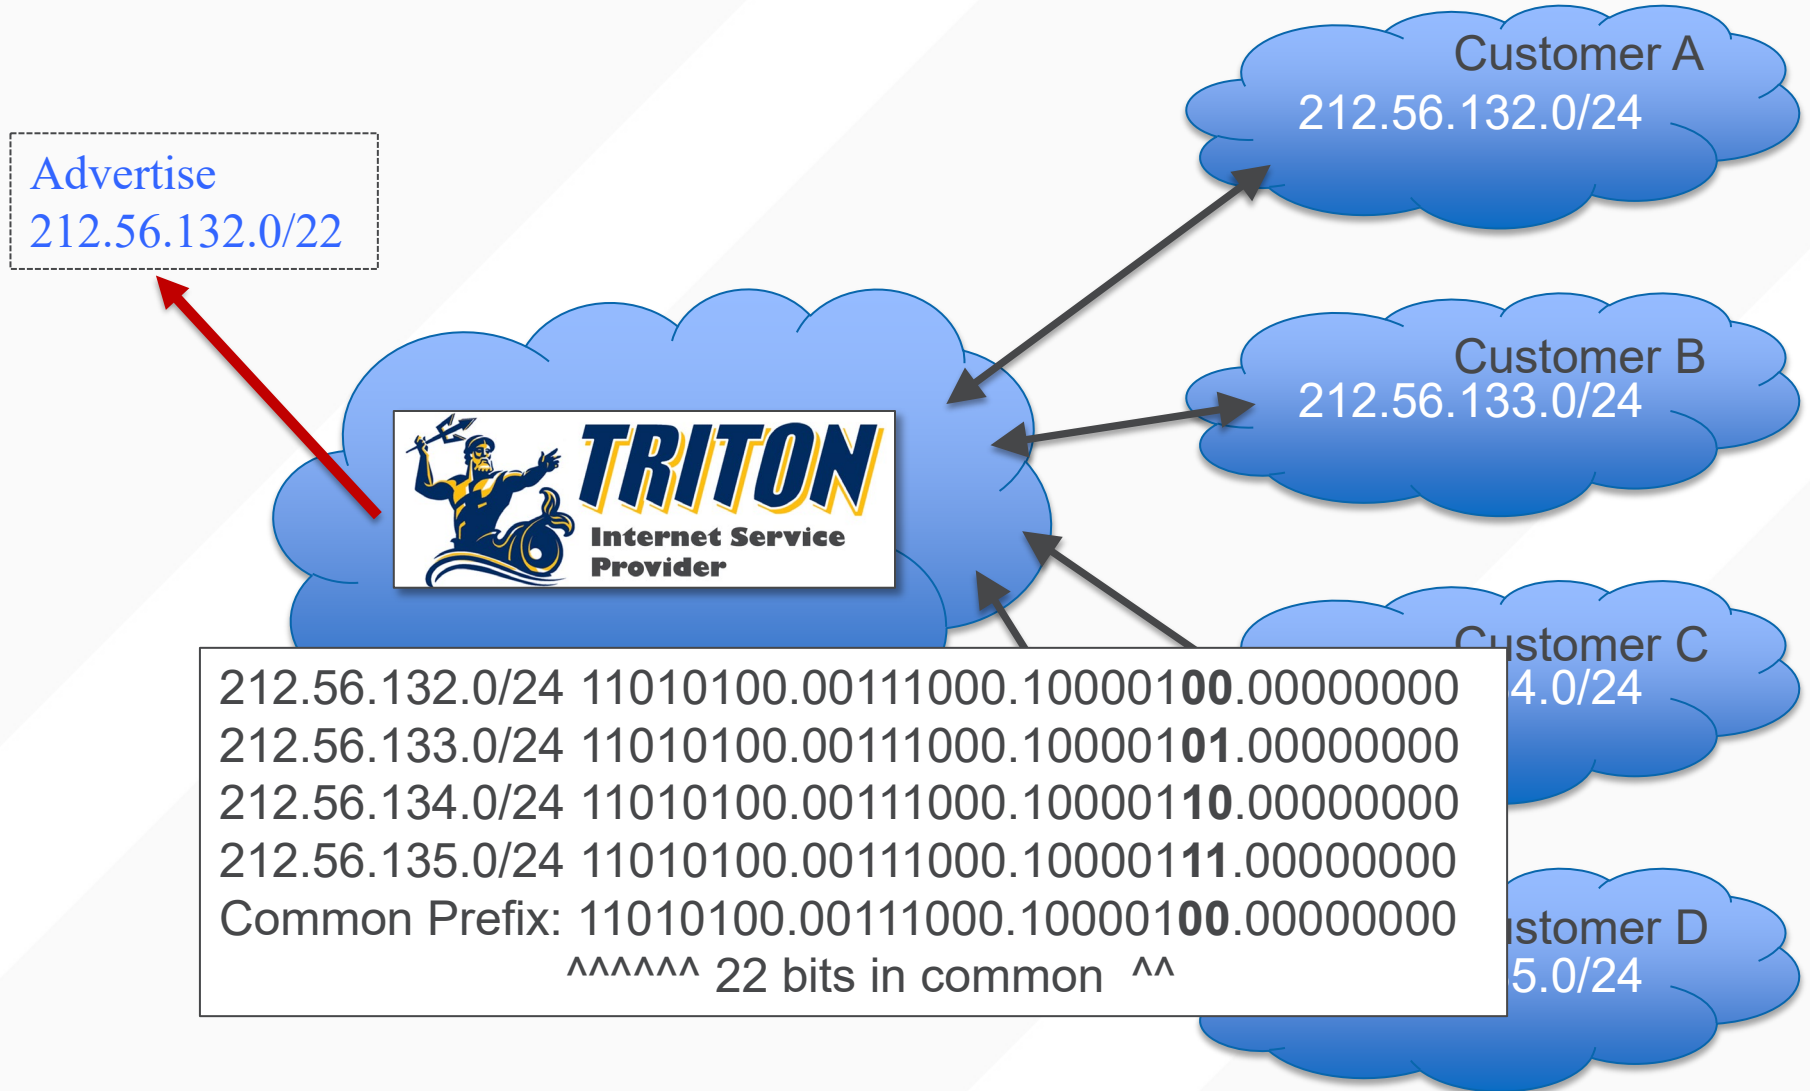 Customer A
212.56.132.0/24
Advertise
212.56.132.0/22
Customer B
212.56.133.0/24
TRITON
Internet Service
Provider
Customer C
4.0/24
212.56.132.0/24 11010100.00111000.10000100.00000000
212.56.133.0/24 11010100.00111000.10000101.00000000
212.56.134.0/24 11010100.00111000.10000110.00000000
212.56.135.0/24 11010100.00111000.10000111.00000000
Common Prefix: 11010100.00111000.10000100.00000000
^^^^^^ 22 bits in common ^^
ustomer D
5.0/24